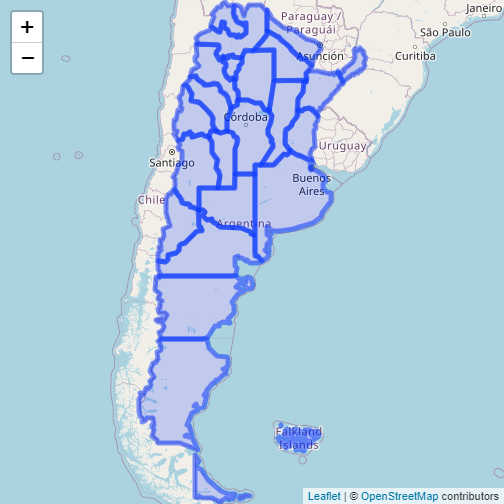 +
−
Paraguay /
Paraguái
Asunción
Janeiro
São Paulo
Curitiba
Córdoba
Uruguay
Santiago
Buenos
Aires
Chile
Argentina
Falkland
Islands
Leaflet | © OpenStreetMap contributors